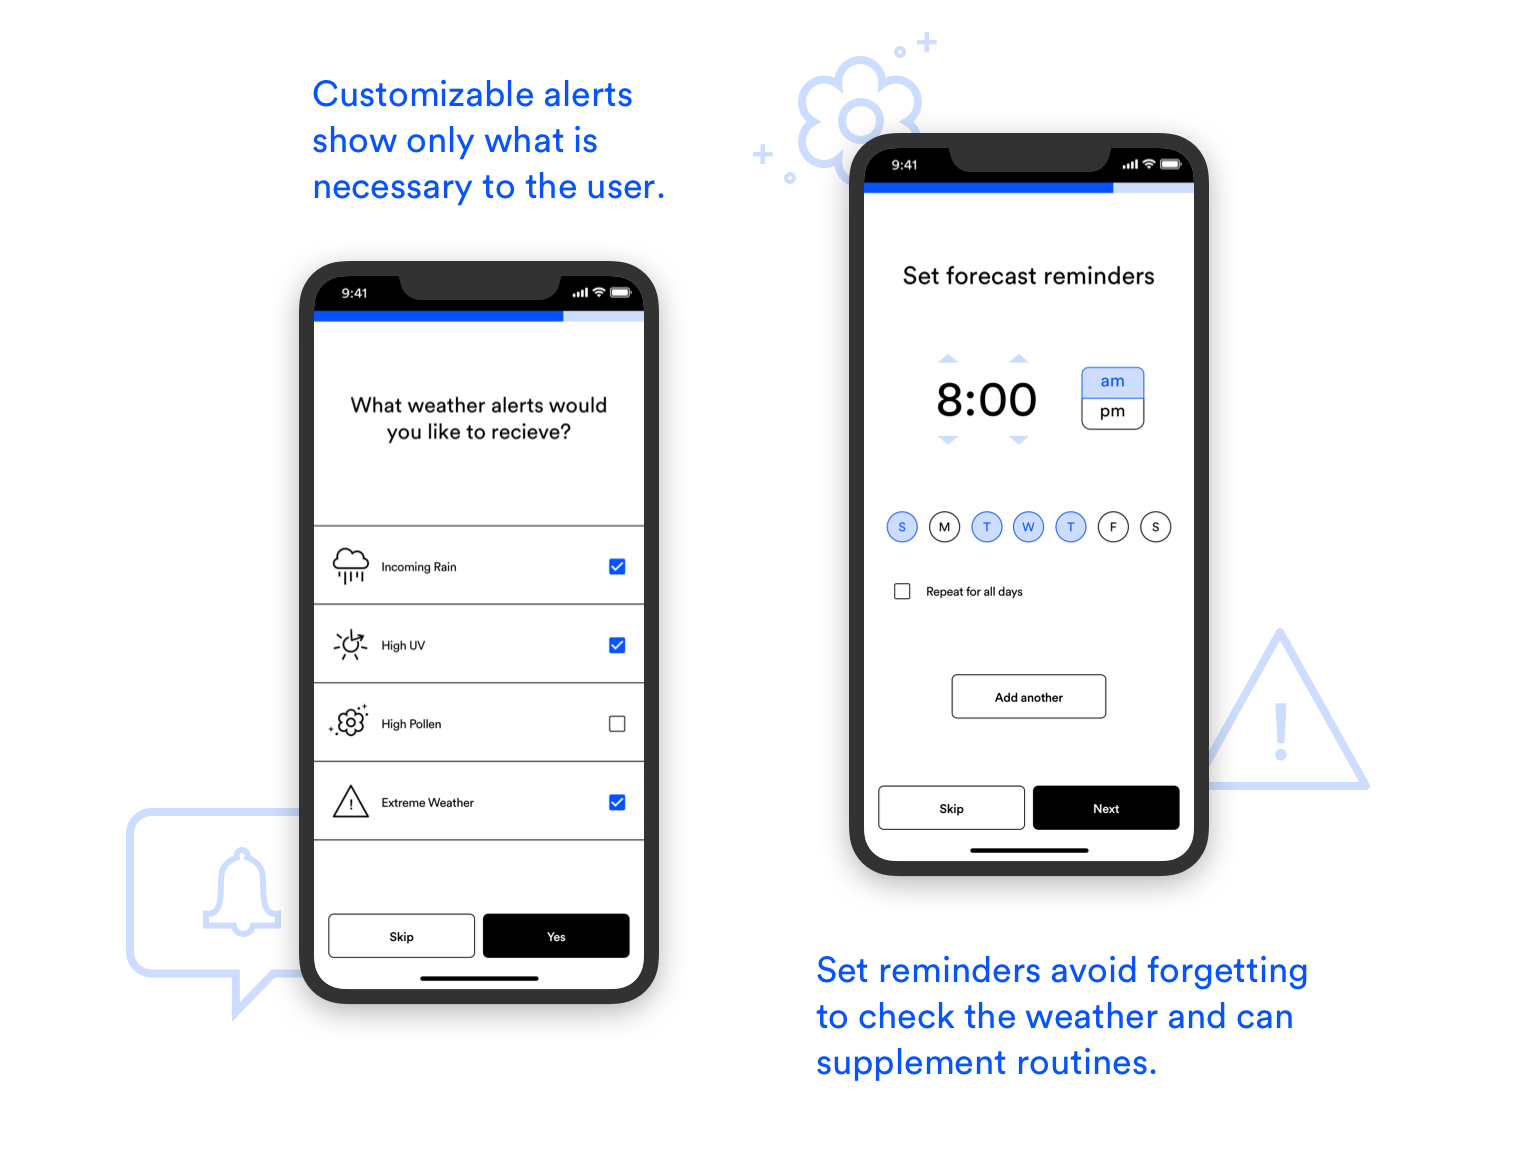 Customizable alerts
show only what is
necessary to the user.
9:41
What weather alerts would
you like to recieve?
Incoming Rain
High UV
High Pollen
!
Extreme Weather
Skip
Yes
9:41
Set forecast reminders
8:00
am
pm
S M T W T F S
Repeat for all days
Add another
Skip
Next
!
Set reminders avoid forgetting
to check the weather and can
supplement routines.